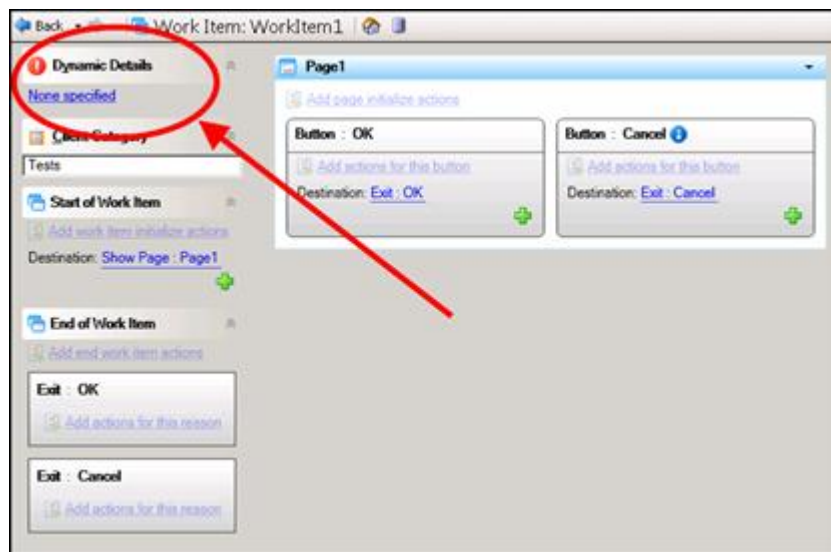 Back
Work Item: WorkItem1
Dynamic Details
None specified
Client Category
Tests
Start of Work Item
Add work item initialize actions
Destination: Show Page : Page1
End of Work Item
Add end work item actions
Exit : OK
Add actions for this reason
Exit : Cancel
Add actions for this reason
Page1
Add page initialize actions
Button : OK
Add actions for this button
Destination: Exit : OK
Button : Cancel
Add actions for this button
Destination: Exit : Cancel